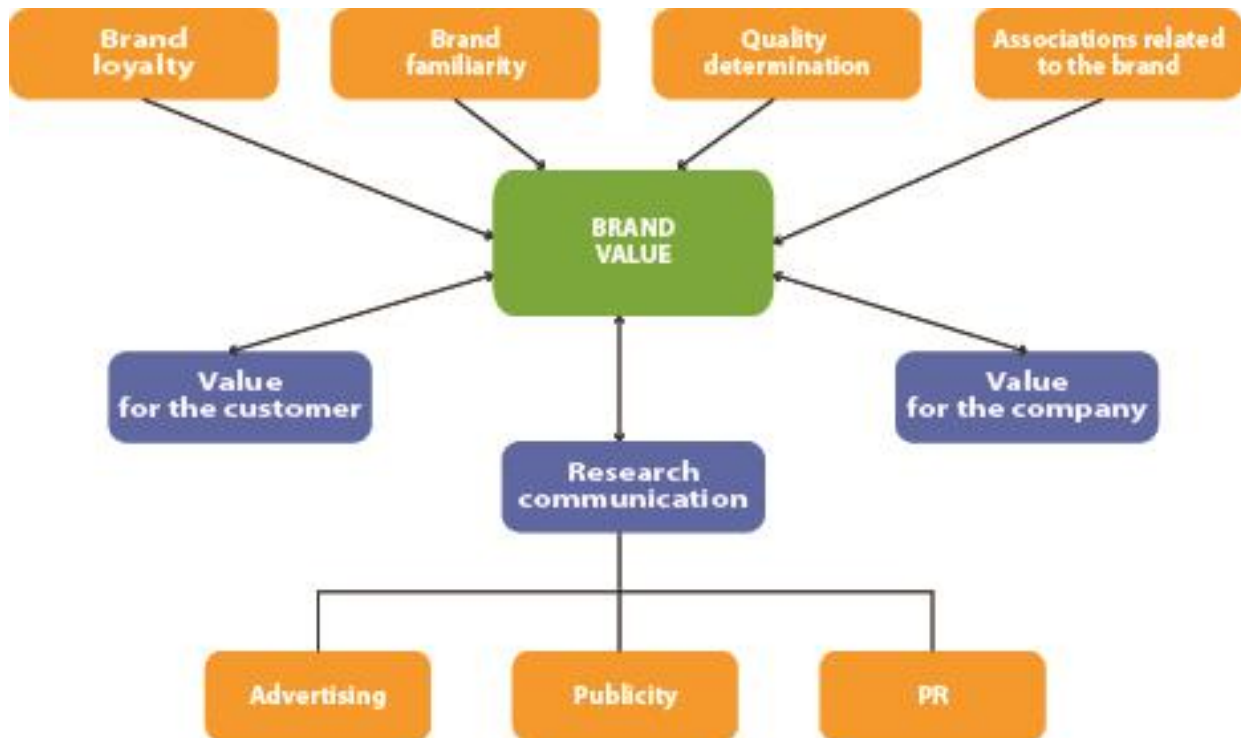 Brand
loyalty
Brand
familiarity
Quality
determination
Associations related
to the brand
BRAND
VALUE
Value
for the customer
Value
for the company
Research
communication
Advertising
Publicity
PR